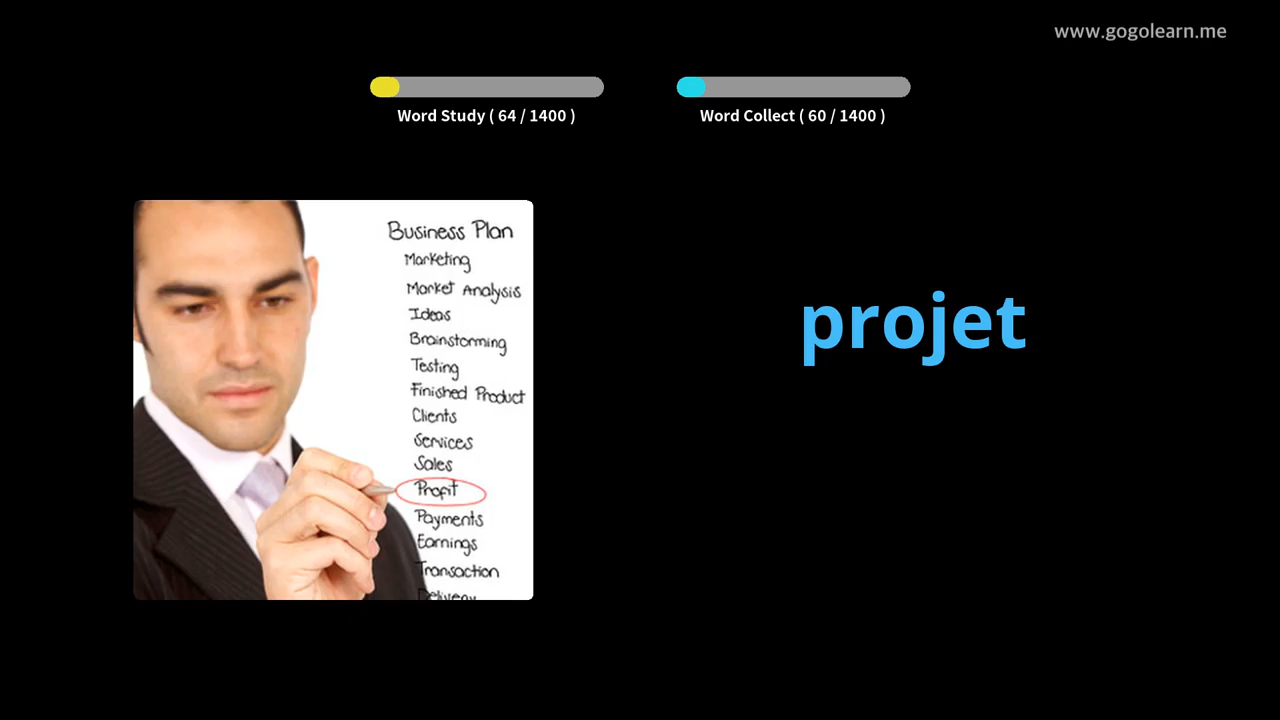 www.gogolearn.me
Word Study ( 64 / 1400 )
Word Collect ( 60 / 1400 )
Business Plan
Marketing
Market Analysis
Ideas
Brainstorming
Testing
Finished Product
Clients
Services
Sales
Profit
Payments
Earnings
Transaction
Delivery
projet